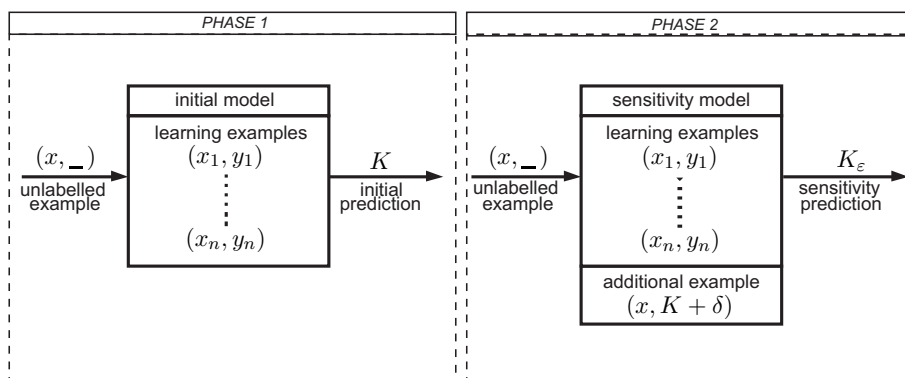 PHASE 1
initial model
learning examples
(x, _)
(x₁, y₁)
K
unlabelled
example
initial
prediction
(xₙ, yₙ)
PHASE 2
sensitivity model
learning examples
(x, _)
(x₁, y₁)
Kε
unlabelled
example
sensitivity
prediction
(xₙ, yₙ)
additional example
(x, K + δ)